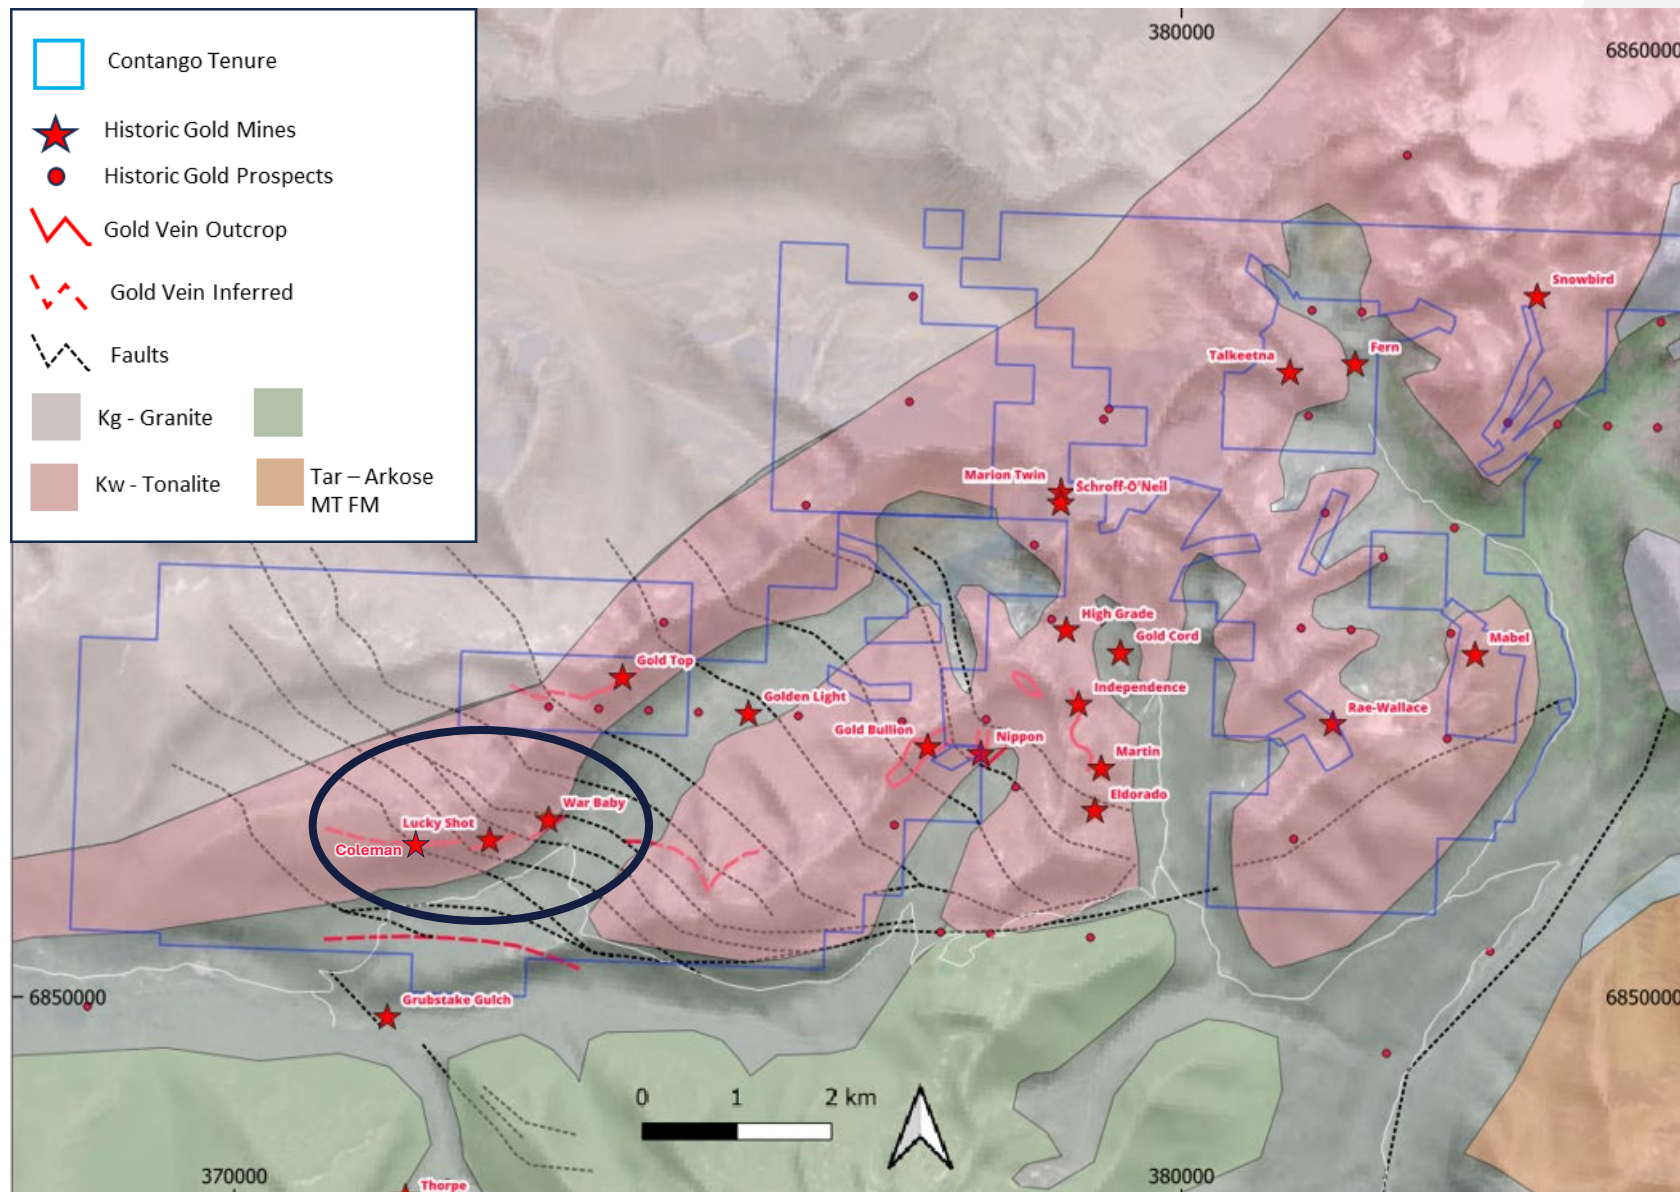 Contango Tenure
Historic Gold Mines
Historic Gold Prospects
Gold Vein Outcrop
Gold Vein Inferred
Faults
Kg - Granite
Kw - Tonalite
Tar – Arkose
MT FM
380000
6860000
Snowbird
Talkeetna
Fern
Marion Twin
Schroff-O'Neil
High Grade
Gold Cord
Mabel
Gold Top
Independence
Golden Light
Rae-Wallace
Gold Bullion
Nippon
Martin
Eldorado
War Baby
Lucky Shot
Coleman
6850000
Grubstake Gulch
6850000
0 1 2 km
370000
380000
Thorpe